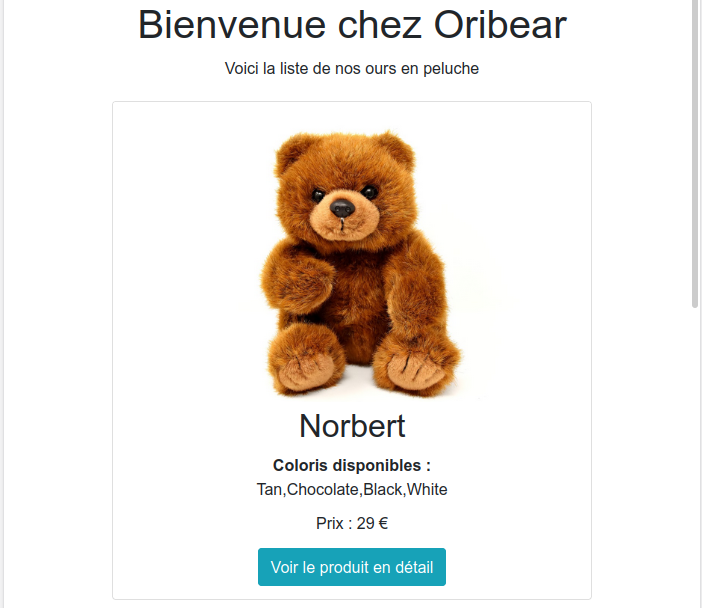 Bienvenue chez Oribear
Voici la liste de nos ours en peluche
Norbert
Coloris disponibles :
Tan,Chocolate,Black,White
Prix : 29 €
Voir le produit en détail